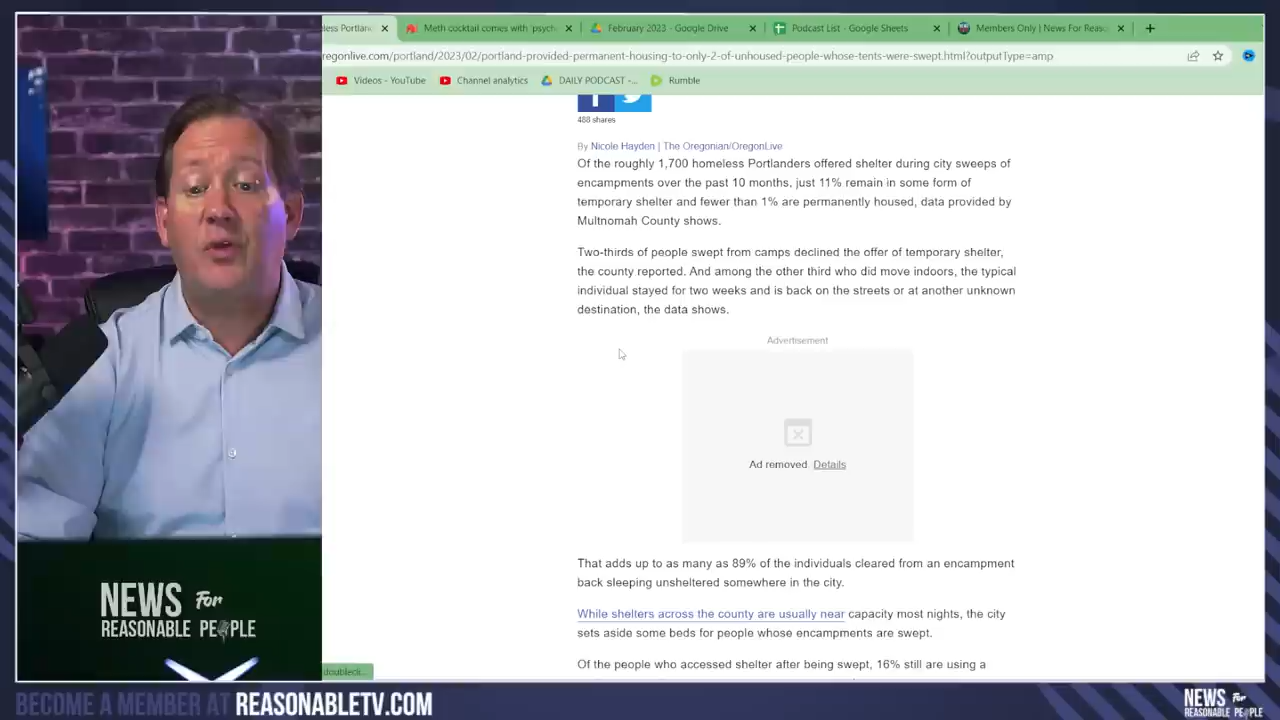 eless Portlan
Meth cocktail comes with 'psych
February 2023 - Google Drive
Podcast List - Google Sheets
Members Only | News For Reaso
regonlive.com/portland/2023/02/portland-provided-permanent-housing-to-only-2-of-unhoused-people-whose-tents-were-swept.html?outputType=amp
Videos - YouTube
Channel analytics
DAILY PODCAST -...
Rumble
488 shares
By Nicole Hayden | The Oregonian/OregonLive
Of the roughly 1,700 homeless Portlanders offered shelter during city sweeps of
encampments over the past 10 months, just 11% remain in some form of
temporary shelter and fewer than 1% are permanently housed, data provided by
Multnomah County shows.
Two-thirds of people swept from camps declined the offer of temporary shelter,
the county reported. And among the other third who did move indoors, the typical
individual stayed for two weeks and is back on the streets or at another unknown
destination, the data shows.
Advertisement
Ad removed. Details
That adds up to as many as 89% of the individuals cleared from an encampment
back sleeping unsheltered somewhere in the city.
While shelters across the county are usually near capacity most nights, the city
sets aside some beds for people whose encampments are swept.
Of the people who accessed shelter after being swept, 16% still are using a
NEWS For
REASONABLE PEOPLE
doublecli...
BECOME A MEMBER AT REASONABLETV.COM
NEWS For
REASONABLE PEOPLE